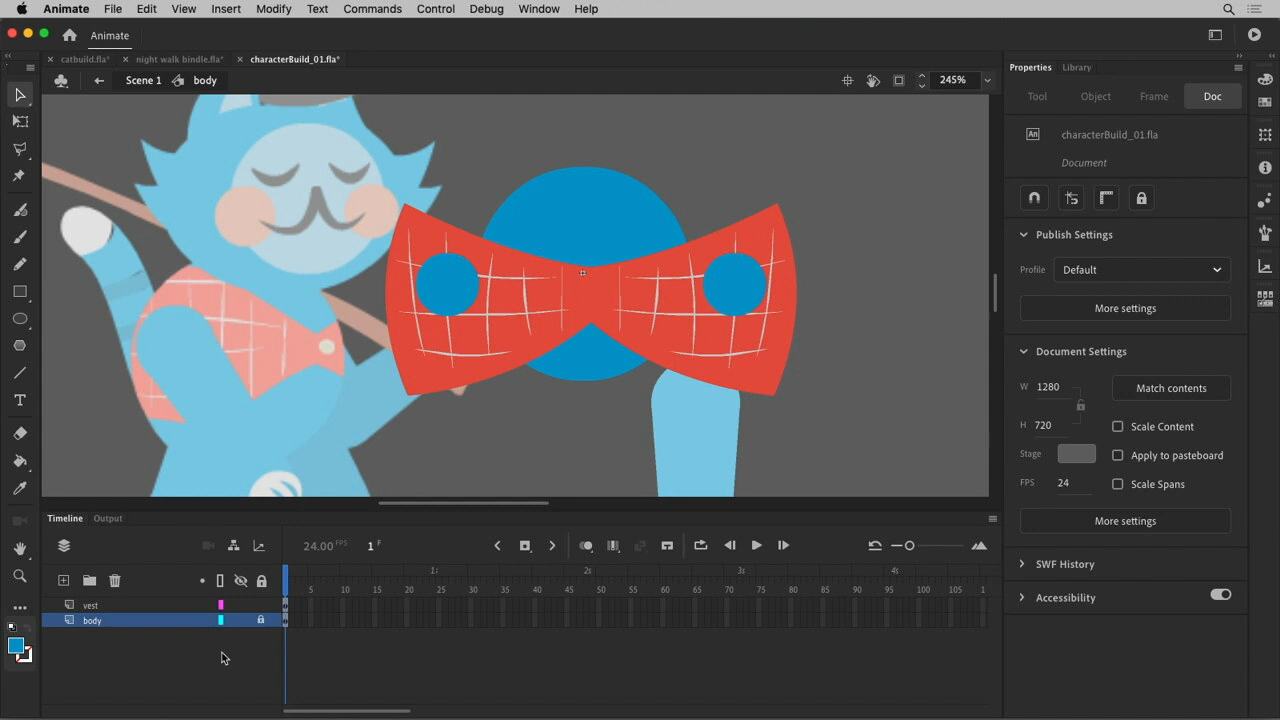 Animate File Edit View Insert Modify Text Commands Control Debug Window Help
Animate
catbuild.fla* night walk bindle.fla* characterBuild_01.fla*
Scene 1 body 245%
Properties Library
Tool Object Frame Doc
An characterBuild_01.fla
Document
Publish Settings
Profile Default
More settings
Document Settings
W 1280 Match contents
H 720 Scale Content
Stage Apply to pasteboard
FPS 24 Scale Spans
More settings
SWF History
Accessibility
Timeline Output
24.00 FPS 1 F
1s 2s 3s 4s
5 10 15 20 25 30 35 40 45 50 55 60 65 70 75 80 85 90 95 100 105 1
vest
body
T